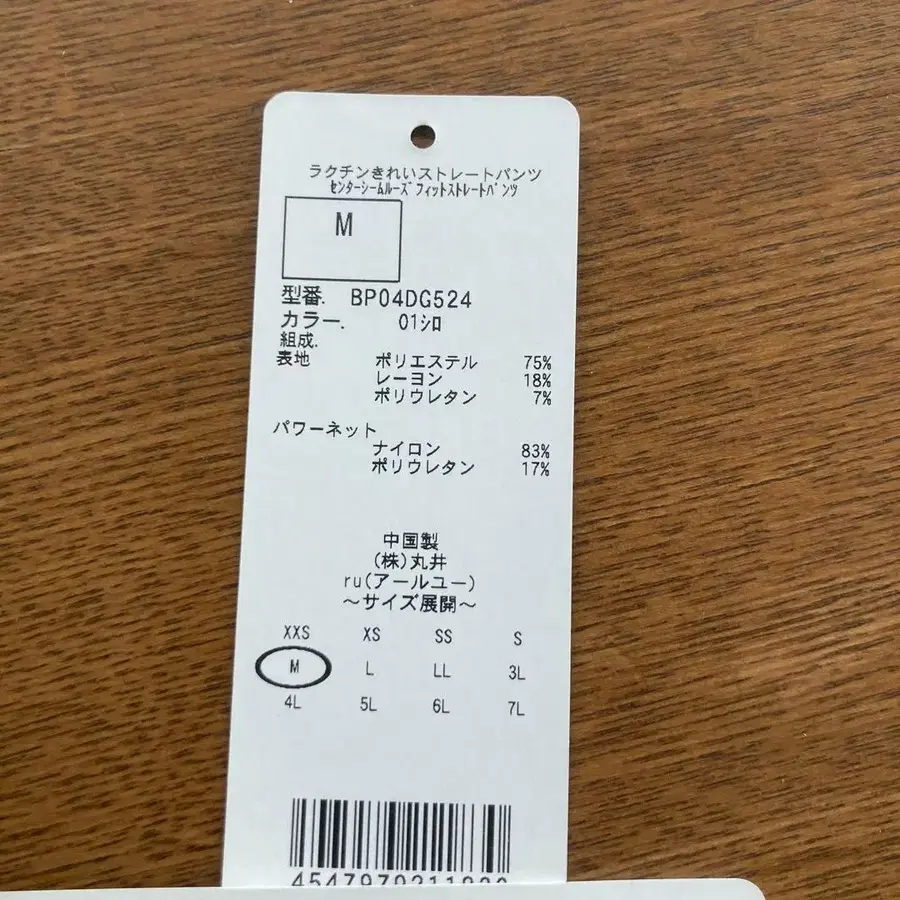 ラクチンきれいストレートパンツ
ｾﾝﾀｰｼｰﾑﾙｰｽﾞﾌｨｯﾄｽﾄﾚｰﾄﾊﾟﾝﾂ
M
型番. BP04DG524
カラー. 01ｼﾛ
組成.
表地 ポリエステル 75%
レーヨン 18%
ポリウレタン 7%
パワーネット
ナイロン 83%
ポリウレタン 17%
中国製
(株)丸井
ru(アールユー)
～サイズ展開～
XXS XS SS S
M L LL 3L
4L 5L 6L 7L